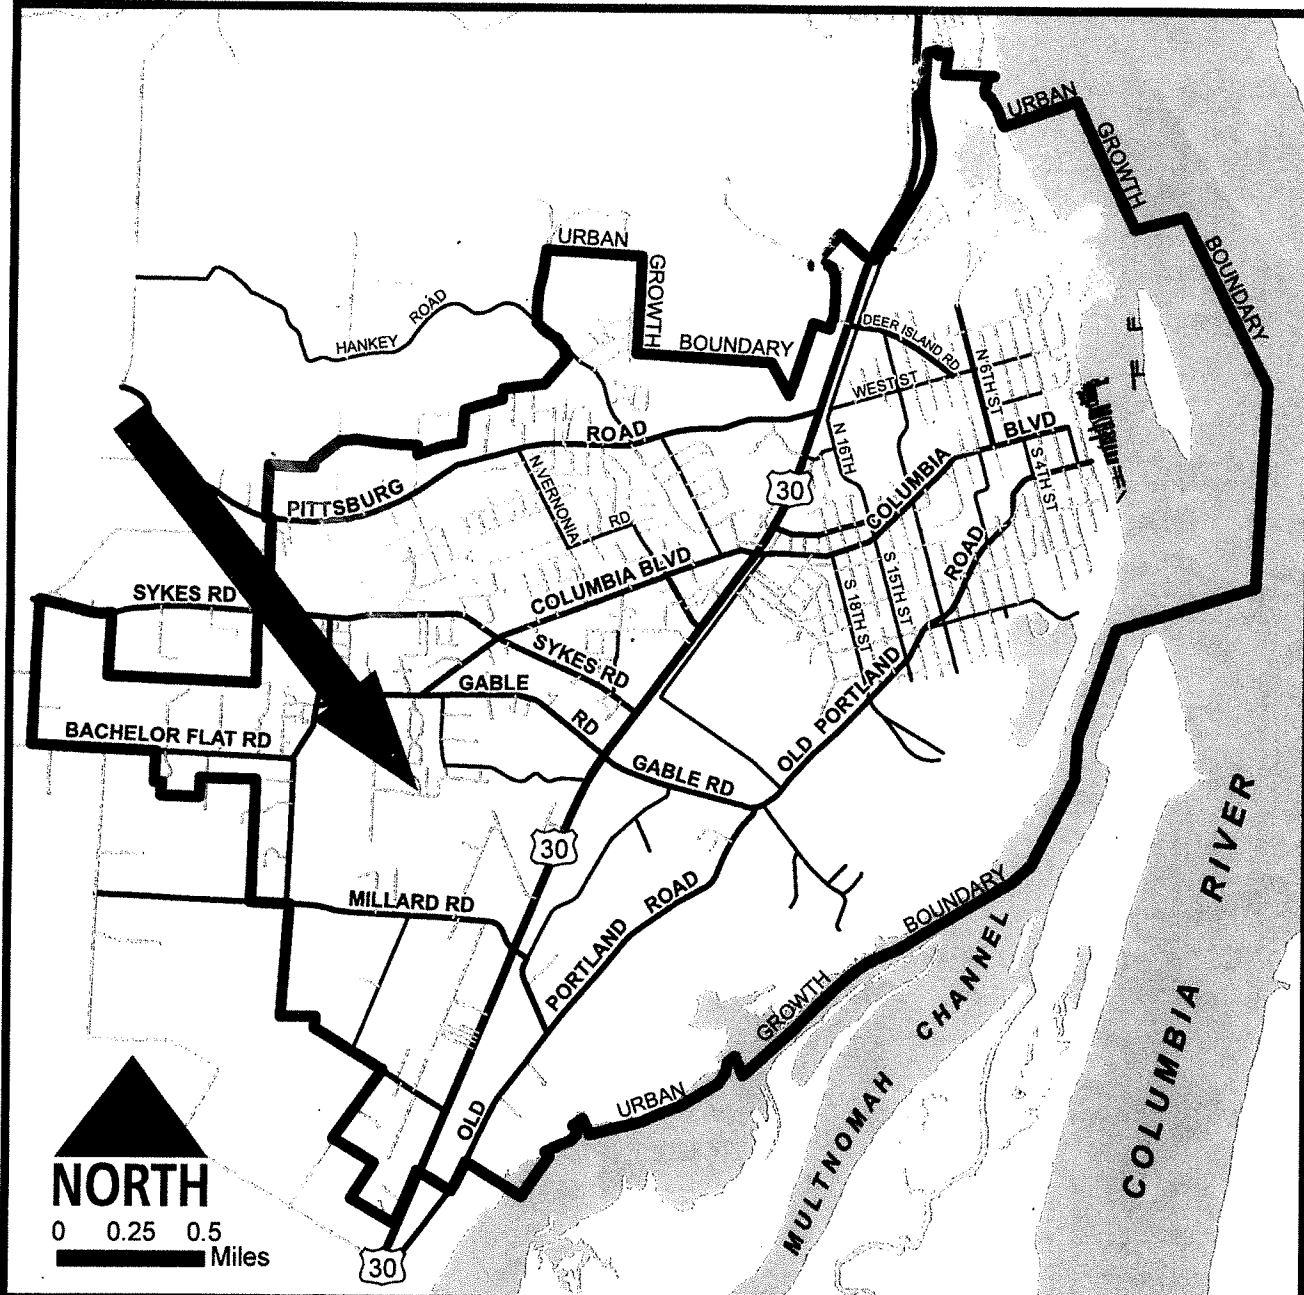 URBAN
GROWTH
BOUNDARY
URBAN
GROWTH
BOUNDARY
HANKEY ROAD
DEER ISLAND RD
WEST ST
N 6TH ST
PITTSBURG ROAD
N VERNONIA RD
N 16TH
COLUMBIA BLVD
S 4TH ST
30
COLUMBIA BLVD
S 15TH ST
S 18TH ST
SYKES RD
SYKES RD
GABLE RD
GABLE RD
OLD PORTLAND ROAD
BACHELOR FLAT RD
30
MILLARD RD
OLD PORTLAND ROAD
URBAN GROWTH BOUNDARY
MULTNOMAH CHANNEL
COLUMBIA RIVER
NORTH
0 0.25 0.5
Miles
30